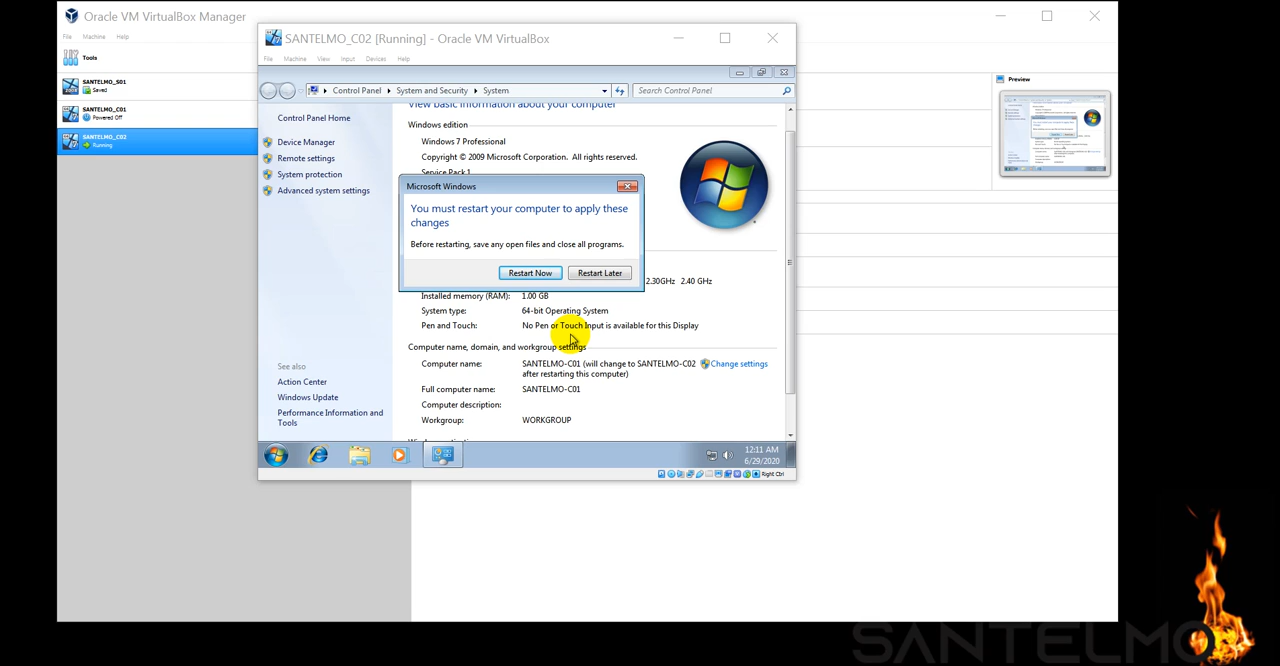 Oracle VM VirtualBox Manager
File Machine Help
Tools
SANTELMO_S01
Saved
SANTELMO_C01
Powered Off
SANTELMO_C02
Running
Preview
SANTELMO_C02 [Running] - Oracle VM VirtualBox
File Machine View Input Devices Help
Control Panel System and Security System
Search Control Panel
Control Panel Home
Device Manager
Remote settings
System protection
Advanced system settings
See also
Action Center
Windows Update
Performance Information and
Tools
View basic information about your computer
Windows edition
Windows 7 Professional
Copyright © 2009 Microsoft Corporation. All rights reserved.
Service Pack 1
Microsoft Windows
You must restart your computer to apply these
changes
Before restarting, save any open files and close all programs.
Restart Now Restart Later
2.30GHz 2.40 GHz
Installed memory (RAM): 1.00 GB
System type: 64-bit Operating System
Pen and Touch: No Pen or Touch Input is available for this Display
Computer name, domain, and workgroup settings
Computer name: SANTELMO-C01 (will change to SANTELMO-C02 Change settings
after restarting this computer)
Full computer name: SANTELMO-C01
Computer description:
Workgroup: WORKGROUP
12:11 AM
6/29/2020
Right Ctrl
SANTELMO